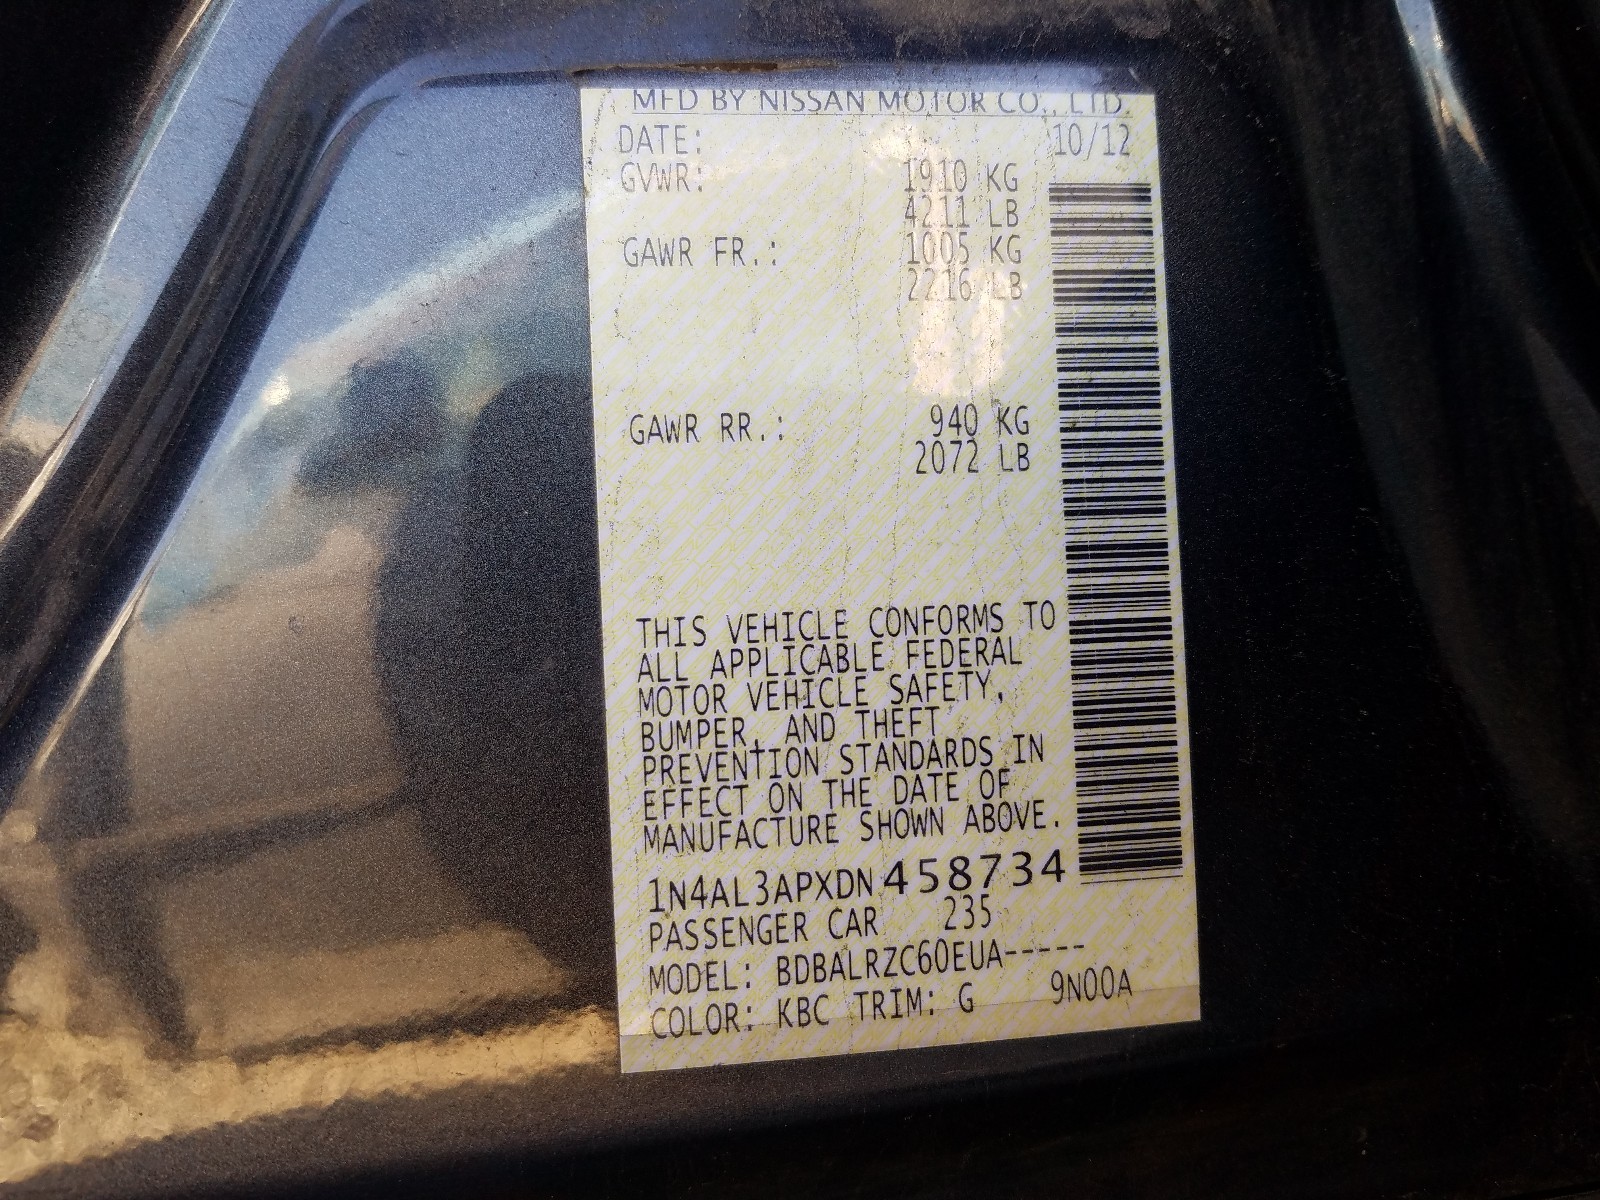 MFD BY NISSAN MOTOR CO., LTD.
DATE: 10/12
GVWR: 1910 KG
4211 LB
GAWR FR.: 1005 KG
2216 LB
GAWR RR.: 940 KG
2072 LB
THIS VEHICLE CONFORMS TO
ALL APPLICABLE FEDERAL
MOTOR VEHICLE SAFETY,
BUMPER, AND THEFT
PREVENTION STANDARDS IN
EFFECT ON THE DATE OF
MANUFACTURE SHOWN ABOVE.
1N4AL3APXDN458734
PASSENGER CAR 235
MODEL: BDBALRZC60EUA-----
COLOR: KBC TRIM: G 9N00A